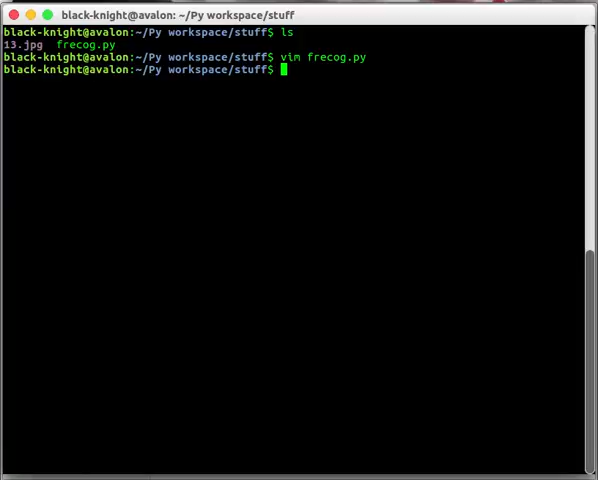 black-knight@avalon: ~/Py workspace/stuff
black-knight@avalon:~/Py workspace/stuff$ ls
13.jpg  frecog.py
black-knight@avalon:~/Py workspace/stuff$ vim frecog.py
black-knight@avalon:~/Py workspace/stuff$